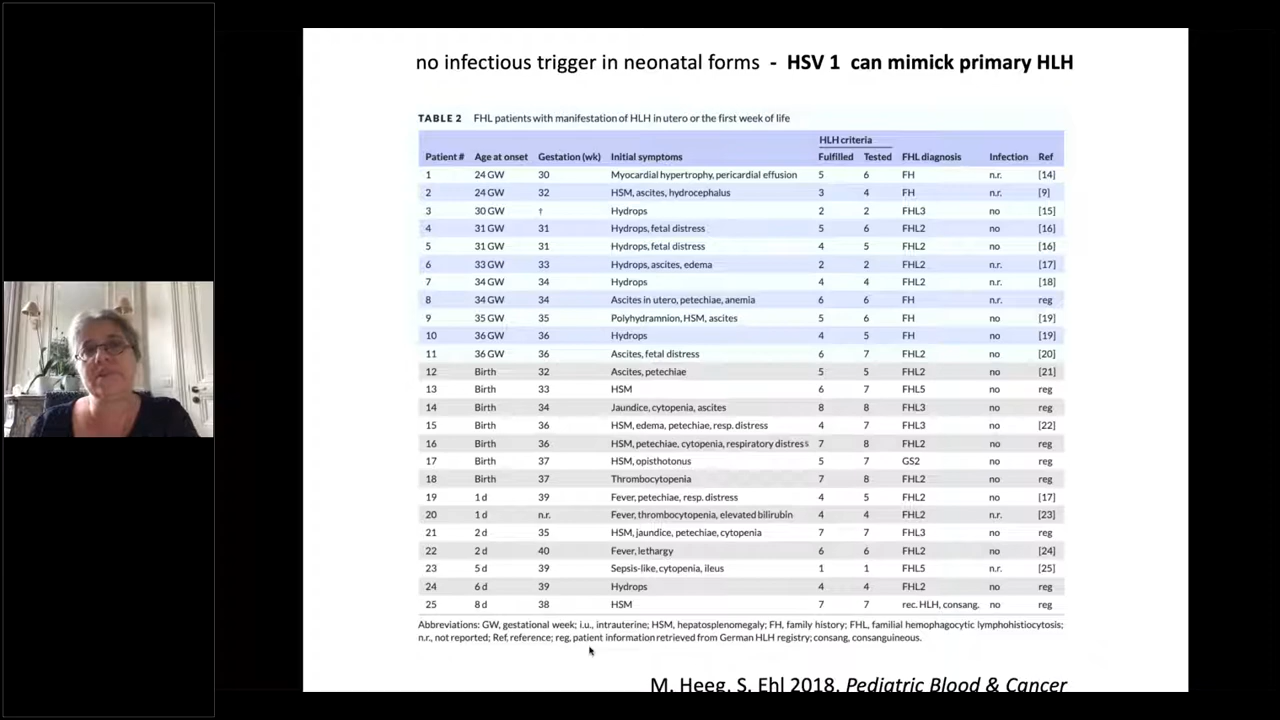 no infectious trigger in neonatal forms - HSV 1 can mimick primary HLH
TABLE 2 FHL patients with manifestation of HLH in utero or the first week of life
HLH criteria
Patient # Age at onset Gestation (wk) Initial symptoms Fulfilled Tested FHL diagnosis Infection Ref
1 24 GW 30 Myocardial hypertrophy, pericardial effusion 5 6 FH n.r. [14]
2 24 GW 32 HSM, ascites, hydrocephalus 3 4 FH n.r. [9]
3 30 GW † Hydrops 2 2 FHL3 no [15]
4 31 GW 31 Hydrops, fetal distress 5 6 FHL2 no [16]
5 31 GW 31 Hydrops, fetal distress 4 5 FHL2 no [16]
6 33 GW 33 Hydrops, ascites, edema 2 2 FHL2 n.r. [17]
7 34 GW 34 Hydrops 4 4 FHL2 n.r. [18]
8 34 GW 34 Ascites in utero, petechiae, anemia 6 6 FH n.r. reg
9 35 GW 35 Polyhydramnion, HSM, ascites 5 6 FH no [19]
10 36 GW 36 Hydrops 4 5 FH no [19]
11 36 GW 36 Ascites, fetal distress 6 7 FHL2 no [20]
12 Birth 32 Ascites, petechiae 5 5 FHL2 no [21]
13 Birth 33 HSM 6 7 FHL5 no reg
14 Birth 34 Jaundice, cytopenia, ascites 8 8 FHL3 no reg
15 Birth 36 HSM, edema, petechiae, resp. distress 4 7 FHL3 no [22]
16 Birth 36 HSM, petechiae, cytopenia, respiratory distress 7 8 FHL2 no reg
17 Birth 37 HSM, opisthotonus 5 7 GS2 no reg
18 Birth 37 Thrombocytopenia 7 8 FHL2 no reg
19 1 d 39 Fever, petechiae, resp. distress 4 5 FHL2 no [17]
20 1 d n.r. Fever, thrombocytopenia, elevated bilirubin 4 4 FHL2 n.r. [23]
21 2 d 35 HSM, jaundice, petechiae, cytopenia 7 7 FHL3 no reg
22 2 d 40 Fever, lethargy 6 6 FHL2 no [24]
23 5 d 39 Sepsis-like, cytopenia, ileus 1 1 FHL5 n.r. [25]
24 6 d 39 Hydrops 4 4 FHL2 no reg
25 8 d 38 HSM 7 7 rec. HLH, consang. no reg
Abbreviations: GW, gestational week; i.u., intrauterine; HSM, hepatosplenomegaly; FH, family history; FHL, familial hemophagocytic lymphohistiocytosis;
n.r., not reported; Ref, reference; reg, patient information retrieved from German HLH registry; consang, consanguineous.
M. Heeg, S. Ehl 2018, Pediatric Blood & Cancer